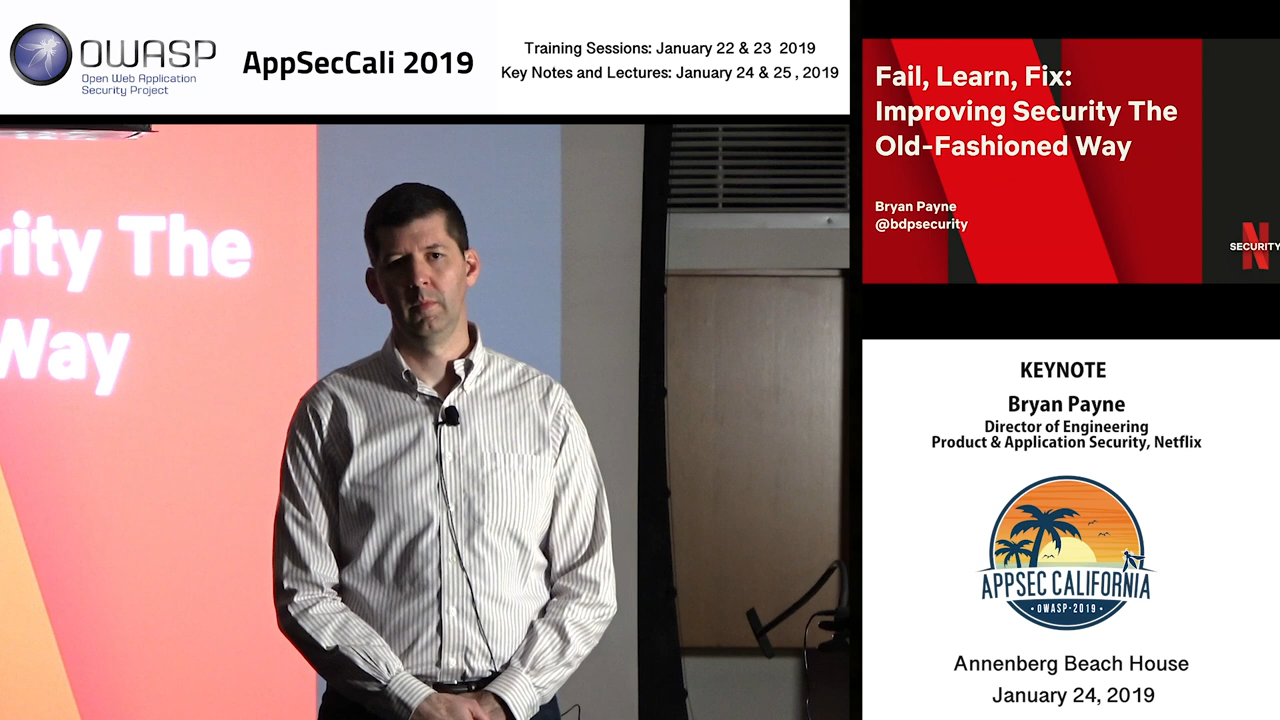 OWASP
Open Web Application
Security Project
AppSecCali 2019
Training Sessions: January 22 & 23 2019
Key Notes and Lectures: January 24 & 25 , 2019
rity The
Way
Fail, Learn, Fix:
Improving Security The
Old-Fashioned Way
Bryan Payne
@bdpsecurity
N
SECURITY
KEYNOTE
Bryan Payne
Director of Engineering
Product & Application Security, Netflix
APPSEC CALIFORNIA
• OWASP-2019 •
Annenberg Beach House
January 24, 2019